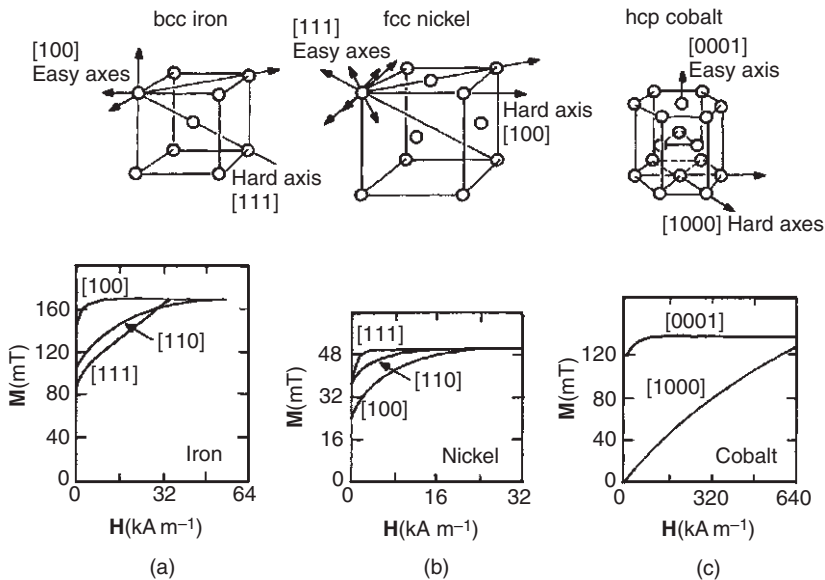 bcc iron
[100]
Easy axes
Hard axis
[111]
fcc nickel
[111]
Easy axes
Hard axis
[100]
hcp cobalt
[0001]
Easy axis
[1000] Hard axes
M(mT)
160
120
80
40
0
[100]
[110]
[111]
Iron
0
32
64
H(kA m⁻¹)
(a)
M(mT)
48
32
16
0
[111]
[110]
[100]
Nickel
0
16
32
H(kA m⁻¹)
(b)
M(mT)
120
80
40
0
[0001]
[1000]
Cobalt
0
320
640
H(kA m⁻¹)
(c)